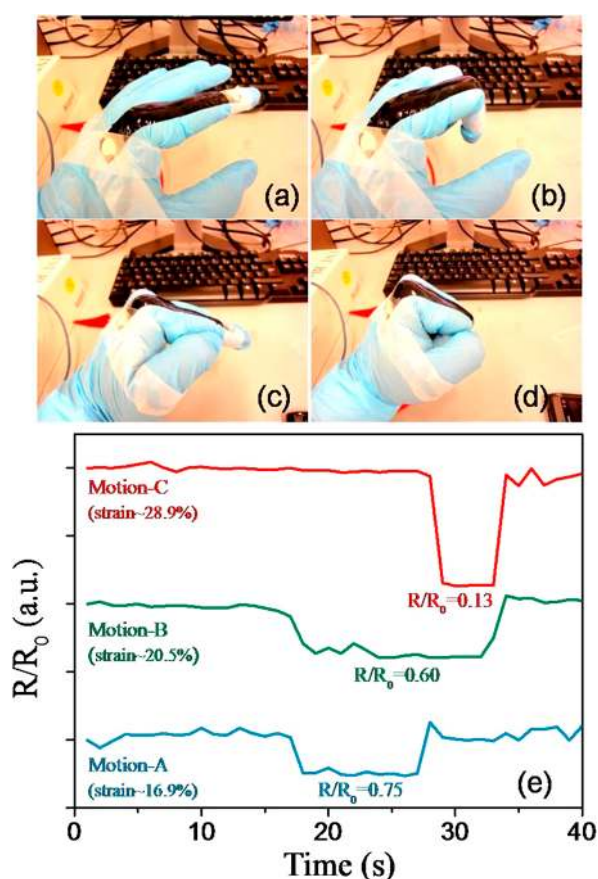 (a)
(b)
(c)
(d)
Motion-C
(strain~28.9%)
R/R₀=0.13
Motion-B
(strain~20.5%)
R/R₀=0.60
Motion-A
(strain~16.9%)
R/R₀=0.75
(e)
R/R₀ (a.u.)
0 10 20 30 40
Time (s)